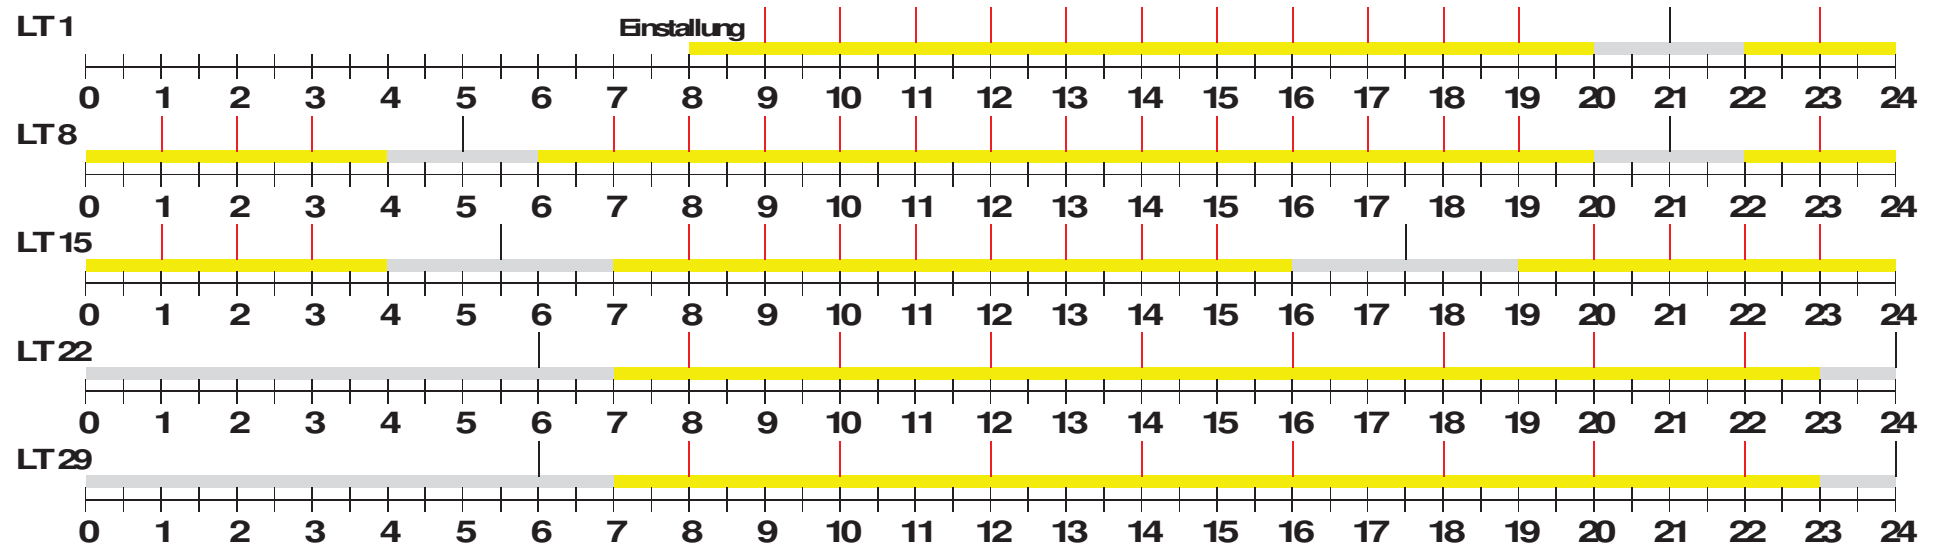 LT 1
Einstallung
0 1 2 3 4 5 6 7 8 9 10 11 12 13 14 15 16 17 18 19 20 21 22 23 24
LT 8
0 1 2 3 4 5 6 7 8 9 10 11 12 13 14 15 16 17 18 19 20 21 22 23 24
LT 15
0 1 2 3 4 5 6 7 8 9 10 11 12 13 14 15 16 17 18 19 20 21 22 23 24
LT 22
0 1 2 3 4 5 6 7 8 9 10 11 12 13 14 15 16 17 18 19 20 21 22 23 24
LT 29
0 1 2 3 4 5 6 7 8 9 10 11 12 13 14 15 16 17 18 19 20 21 22 23 24